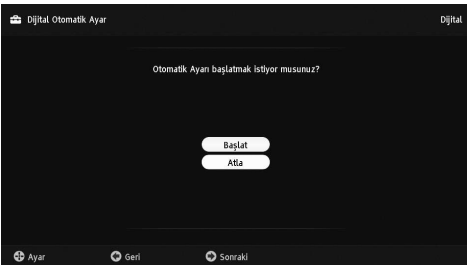 Dijital Otomatik Ayar
Dijital
Otomatik Ayarı başlatmak istiyor musunuz?
Başlat
Atla
Ayar
Geri
Sonraki